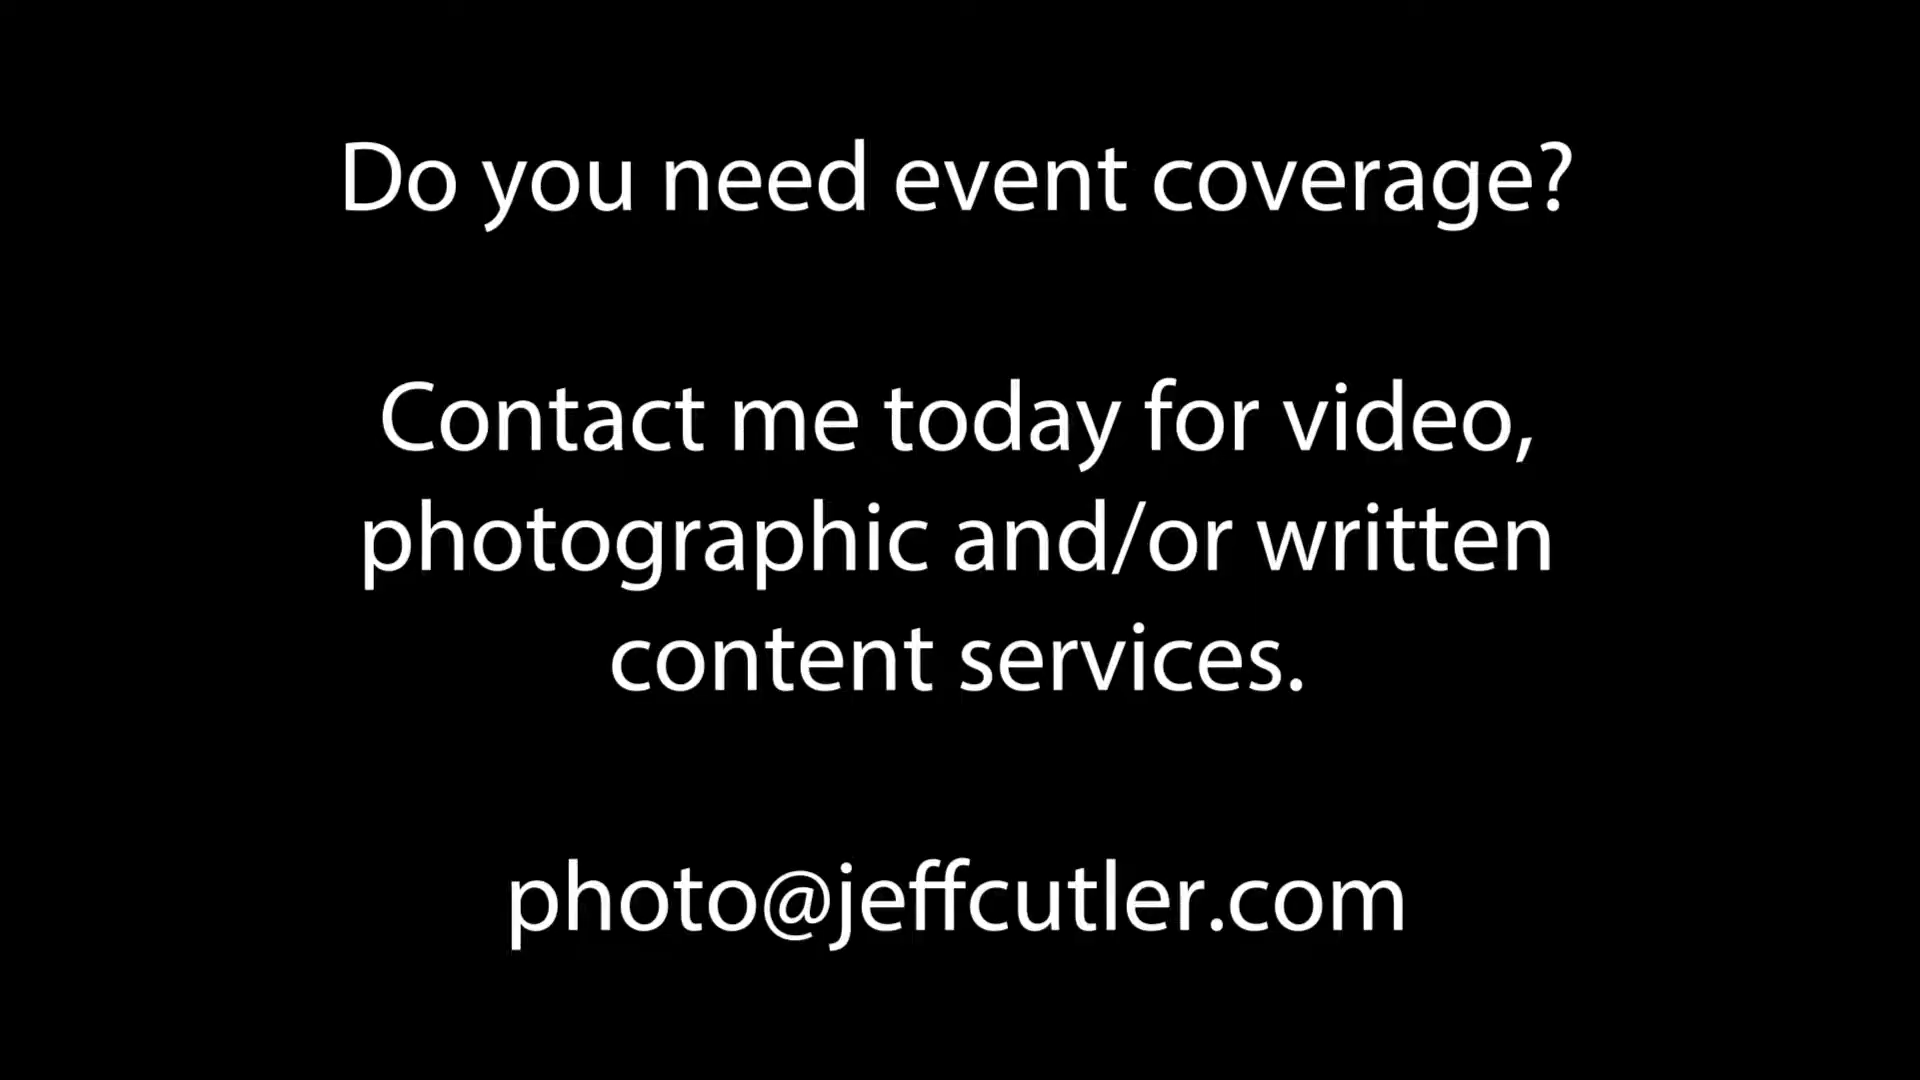 Do you need event coverage?
Contact me today for video,
photographic and/or written
content services.
photo@jeffcutler.com